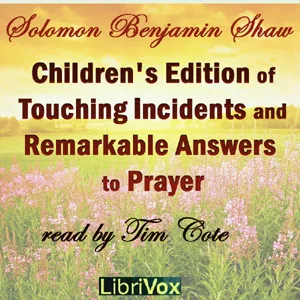 Solomon Benjamin Shaw
Children's Edition of
Touching Incidents and
Remarkable Answers
to Prayer
read by Tim Cote
LibriVox